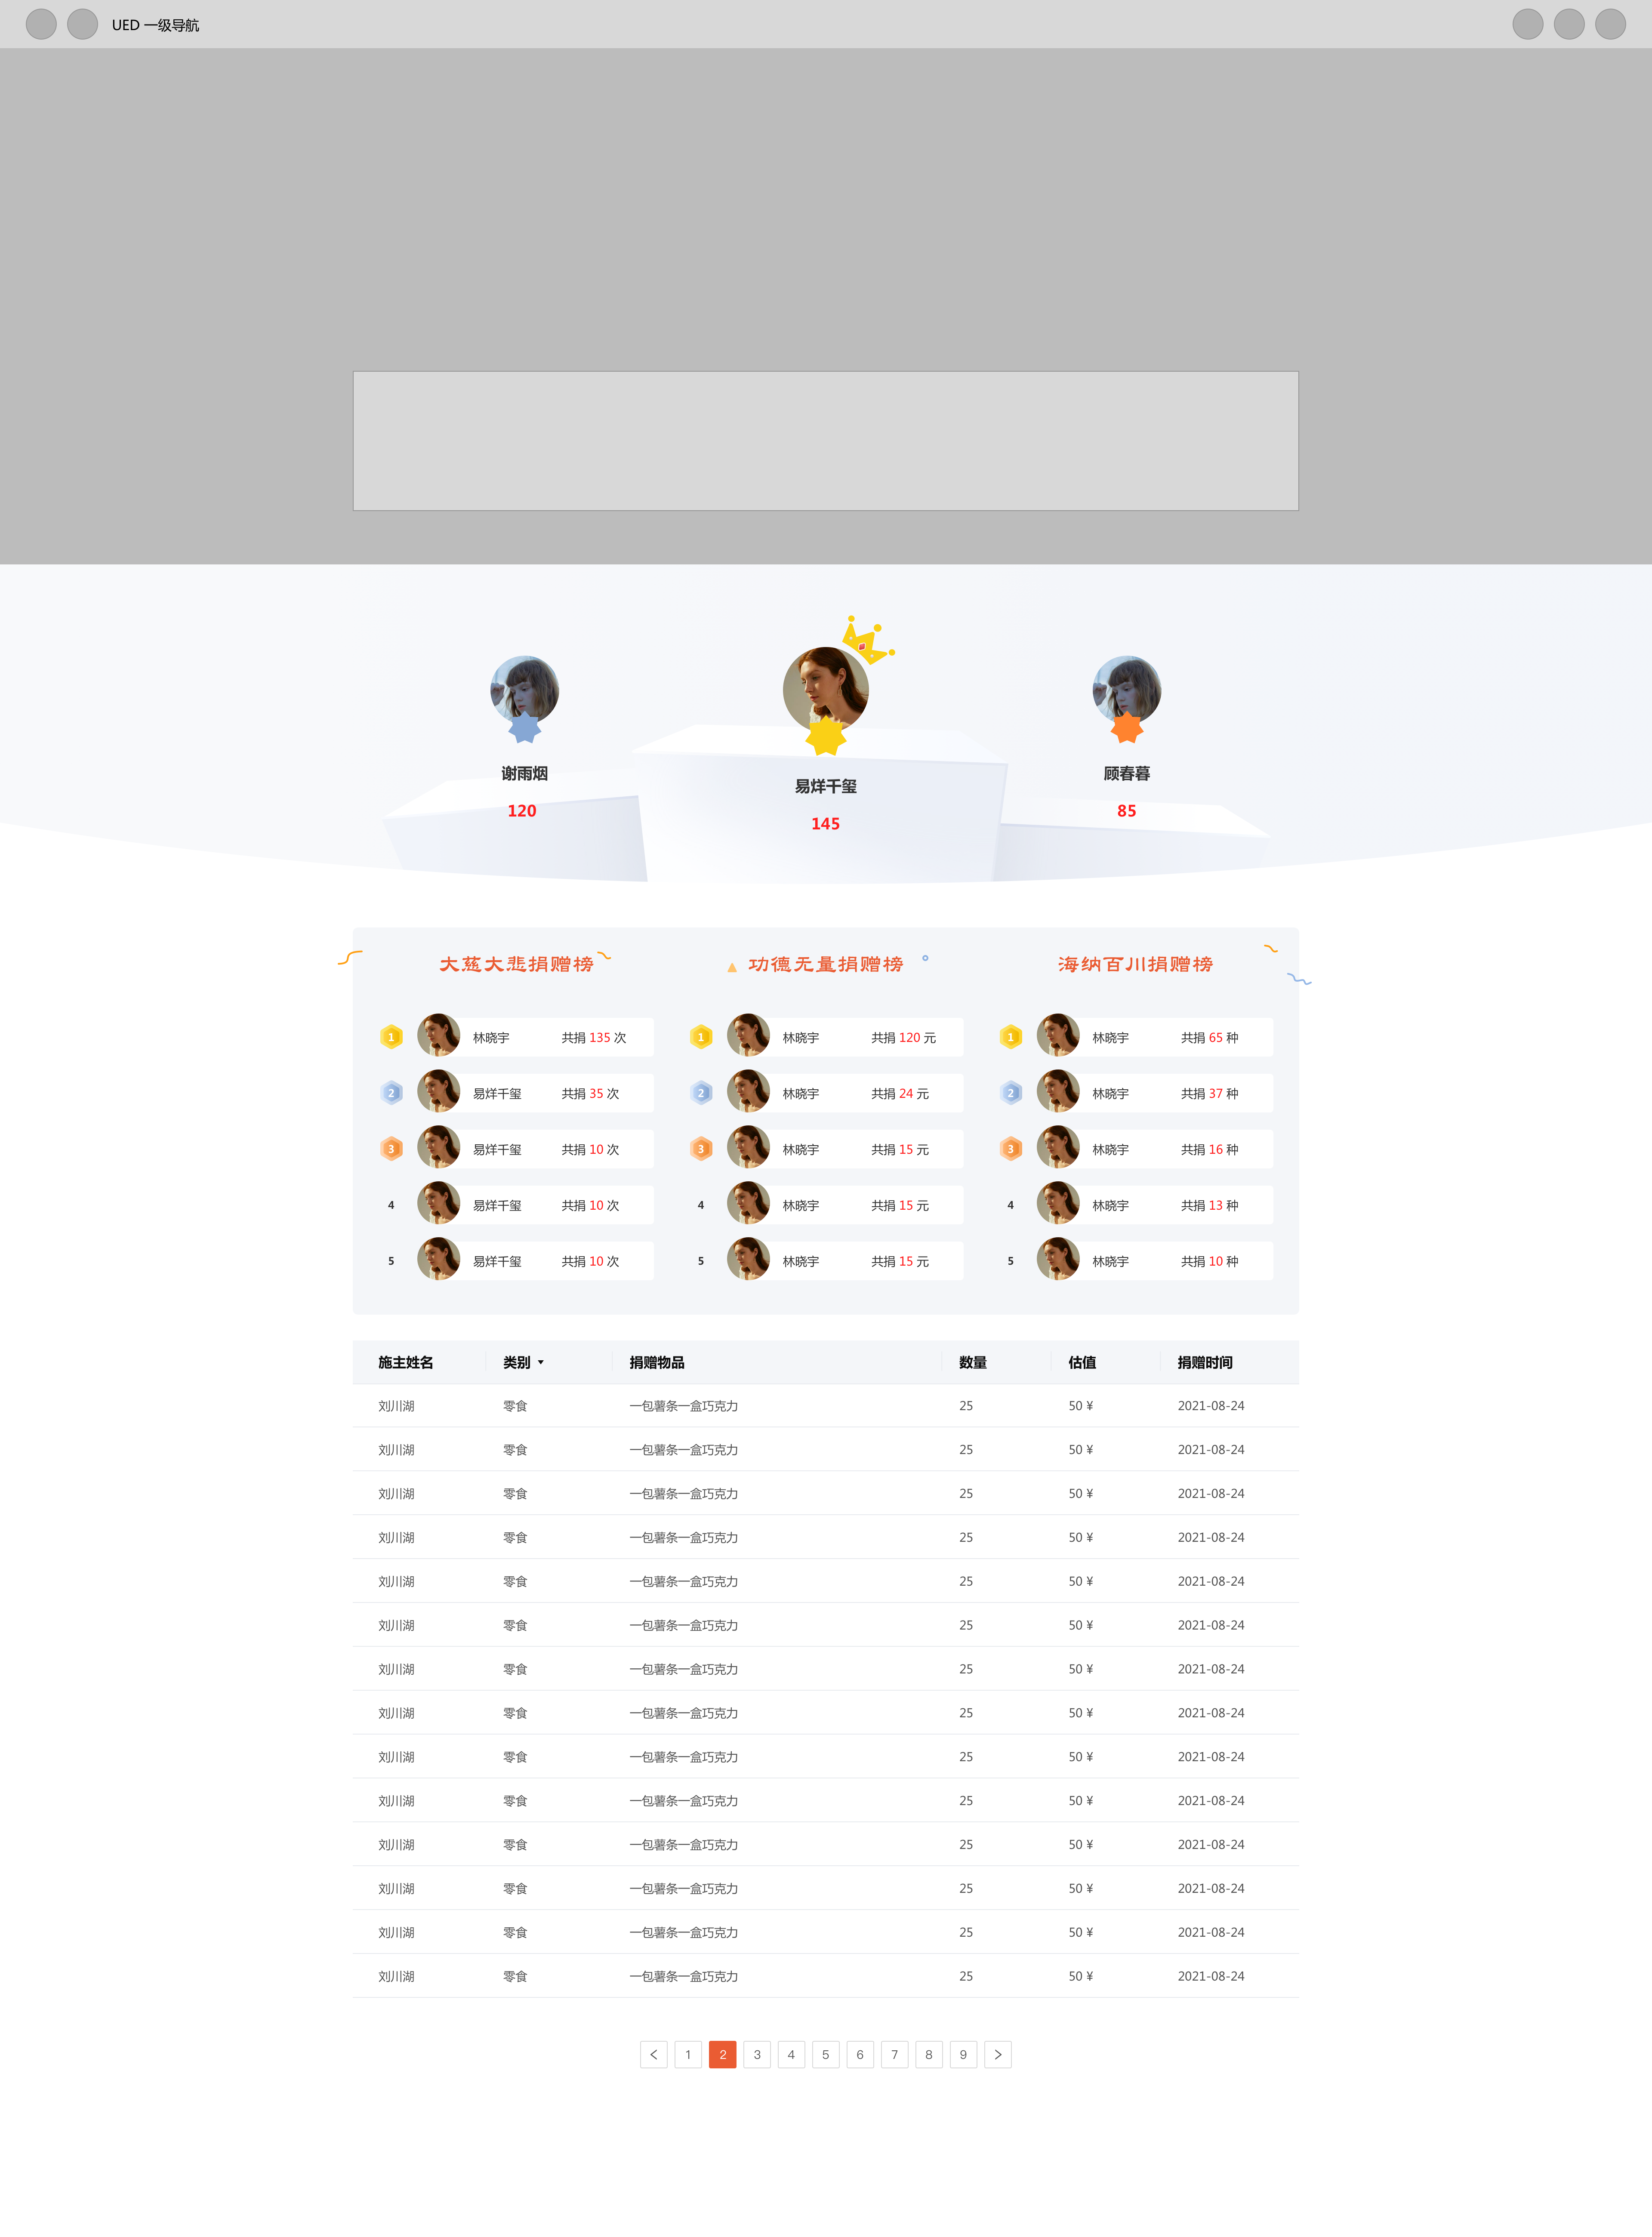 UED 一级导航
谢雨烟
120
易烊千玺
145
顾春暮
85
大慈大悲捐赠榜
1 林晓宇 共捐 135 次
2 易烊千玺 共捐 35 次
3 易烊千玺 共捐 10 次
4 易烊千玺 共捐 10 次
5 易烊千玺 共捐 10 次
功德无量捐赠榜
1 林晓宇 共捐 120 元
2 林晓宇 共捐 24 元
3 林晓宇 共捐 15 元
4 林晓宇 共捐 15 元
5 林晓宇 共捐 15 元
海纳百川捐赠榜
1 林晓宇 共捐 65 种
2 林晓宇 共捐 37 种
3 林晓宇 共捐 16 种
4 林晓宇 共捐 13 种
5 林晓宇 共捐 10 种
施主姓名 类别 捐赠物品 数量 估值 捐赠时间
刘川湖 零食 一包薯条一盒巧克力 25 50 ¥ 2021-08-24
刘川湖 零食 一包薯条一盒巧克力 25 50 ¥ 2021-08-24
刘川湖 零食 一包薯条一盒巧克力 25 50 ¥ 2021-08-24
刘川湖 零食 一包薯条一盒巧克力 25 50 ¥ 2021-08-24
刘川湖 零食 一包薯条一盒巧克力 25 50 ¥ 2021-08-24
刘川湖 零食 一包薯条一盒巧克力 25 50 ¥ 2021-08-24
刘川湖 零食 一包薯条一盒巧克力 25 50 ¥ 2021-08-24
刘川湖 零食 一包薯条一盒巧克力 25 50 ¥ 2021-08-24
刘川湖 零食 一包薯条一盒巧克力 25 50 ¥ 2021-08-24
刘川湖 零食 一包薯条一盒巧克力 25 50 ¥ 2021-08-24
刘川湖 零食 一包薯条一盒巧克力 25 50 ¥ 2021-08-24
刘川湖 零食 一包薯条一盒巧克力 25 50 ¥ 2021-08-24
刘川湖 零食 一包薯条一盒巧克力 25 50 ¥ 2021-08-24
刘川湖 零食 一包薯条一盒巧克力 25 50 ¥ 2021-08-24
1 2 3 4 5 6 7 8 9